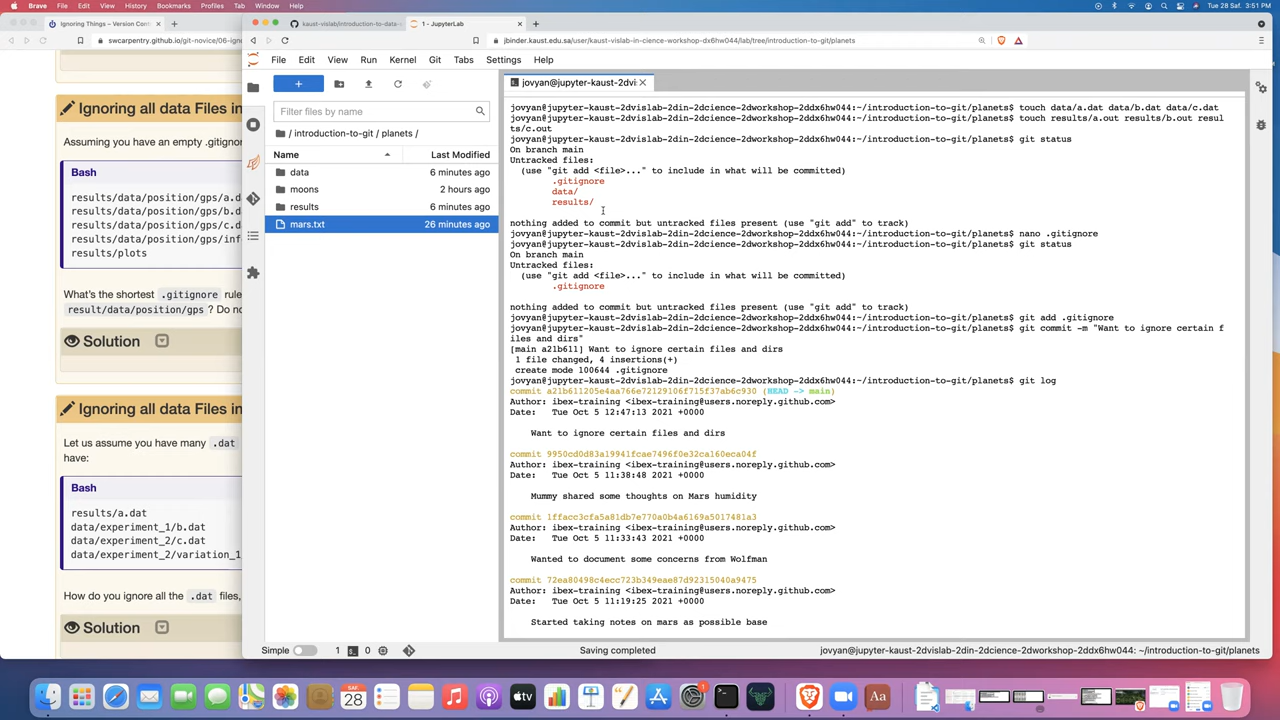 Brave File Edit View History Bookmarks Profiles Tab Window Help
Tue 28 Safar 3:51 PM
Ignoring Things – Version Con
kaust-vislab/introduction-to-data-
1 - JupyterLab
swcarpentry.github.io/git-novice/06-ign
jbinder.kaust.edu.sa/user/kaust-vislab-in-cience-workshop-dx6hw044/lab/tree/introduction-to-git/planets
File Edit View Run Kernel Git Tabs Settings Help
Ignoring all data Files in
Assuming you have an empty .gitignor
Bash
results/data/position/gps/a.d
results/data/position/gps/b.d
results/data/position/gps/c.d
results/data/position/gps/inf
results/plots
What's the shortest .gitignore rule
result/data/position/gps ? Do no
Solution
Ignoring all data Files in
Let us assume you have many .dat
have:
Bash
results/a.dat
data/experiment_1/b.dat
data/experiment_2/c.dat
data/experiment_2/variation_1
How do you ignore all the .dat files,
Solution
Filter files by name
/ introduction-to-git / planets /
Name Last Modified
data 6 minutes ago
moons 2 hours ago
results 6 minutes ago
mars.txt 26 minutes ago
jovyan@jupyter-kaust-2dvi
jovyan@jupyter-kaust-2dvislab-2din-2dcience-2dworkshop-2ddx6hw044:~/introduction-to-git/planets$ touch data/a.dat data/b.dat data/c.dat
jovyan@jupyter-kaust-2dvislab-2din-2dcience-2dworkshop-2ddx6hw044:~/introduction-to-git/planets$ touch results/a.out results/b.out resul
ts/c.out
jovyan@jupyter-kaust-2dvislab-2din-2dcience-2dworkshop-2ddx6hw044:~/introduction-to-git/planets$ git status
On branch main
Untracked files:
(use "git add <file>..." to include in what will be committed)
.gitignore
data/
results/
nothing added to commit but untracked files present (use "git add" to track)
jovyan@jupyter-kaust-2dvislab-2din-2dcience-2dworkshop-2ddx6hw044:~/introduction-to-git/planets$ nano .gitignore
jovyan@jupyter-kaust-2dvislab-2din-2dcience-2dworkshop-2ddx6hw044:~/introduction-to-git/planets$ git status
On branch main
Untracked files:
(use "git add <file>..." to include in what will be committed)
.gitignore
nothing added to commit but untracked files present (use "git add" to track)
jovyan@jupyter-kaust-2dvislab-2din-2dcience-2dworkshop-2ddx6hw044:~/introduction-to-git/planets$ git add .gitignore
jovyan@jupyter-kaust-2dvislab-2din-2dcience-2dworkshop-2ddx6hw044:~/introduction-to-git/planets$ git commit -m "Want to ignore certain f
iles and dirs"
[main a21b611] Want to ignore certain files and dirs
1 file changed, 4 insertions(+)
create mode 100644 .gitignore
jovyan@jupyter-kaust-2dvislab-2din-2dcience-2dworkshop-2ddx6hw044:~/introduction-to-git/planets$ git log
commit a21b611205e4aa766e72129106f715f37ab6c930 (HEAD -> main)
Author: ibex-training <ibex-training@users.noreply.github.com>
Date: Tue Oct 5 12:47:13 2021 +0000
Want to ignore certain files and dirs
commit 9950cd0d83a19941fcae7496f0e32ca160eca04f
Author: ibex-training <ibex-training@users.noreply.github.com>
Date: Tue Oct 5 11:38:48 2021 +0000
Mummy shared some thoughts on Mars humidity
commit 1ffacc3cfa5a81db7e770a0b4a6169a5017481a3
Author: ibex-training <ibex-training@users.noreply.github.com>
Date: Tue Oct 5 11:33:43 2021 +0000
Wanted to document some concerns from Wolfman
commit 72ea80498c4ecc723b349eae87d92315040a9475
Author: ibex-training <ibex-training@users.noreply.github.com>
Date: Tue Oct 5 11:19:25 2021 +0000
Started taking notes on mars as possible base
Simple 1 0 Saving completed jovyan@jupyter-kaust-2dvislab-2din-2dcience-2dworkshop-2ddx6hw044: ~/introduction-to-git/planets
SAF.
28
tv
Aa